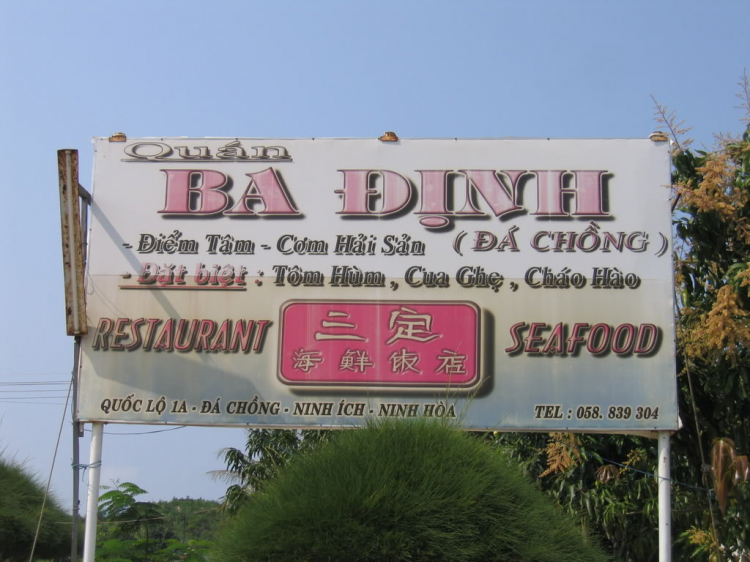 Quán
BA ĐỊNH
- Điểm Tâm - Cơm Hải Sản ( ĐÁ CHỒNG )
- Đặt biệt : Tôm Hùm , Cua Ghẹ , Cháo Hào
RESTAURANT 三定 SEAFOOD
海鮮饭店
QUỐC LỘ 1A - ĐÁ CHỒNG - NINH ÍCH - NINH HÒA TEL : 058. 839 304